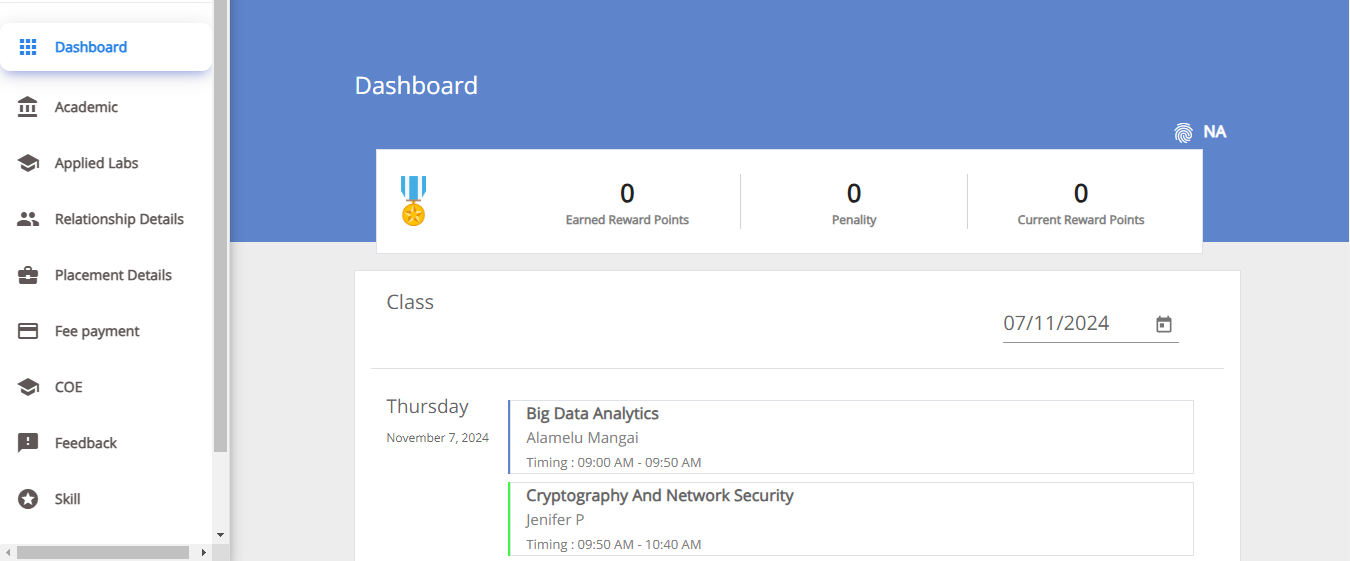 Dashboard
Academic
Applied Labs
Relationship Details
Placement Details
Fee payment
COE
Feedback
Skill
Dashboard
NA
0
Earned Reward Points
0
Penality
0
Current Reward Points
Class
07/11/2024
Thursday
November 7, 2024
Big Data Analytics
Alamelu Mangai
Timing : 09:00 AM - 09:50 AM
Cryptography And Network Security
Jenifer P
Timing : 09:50 AM - 10:40 AM